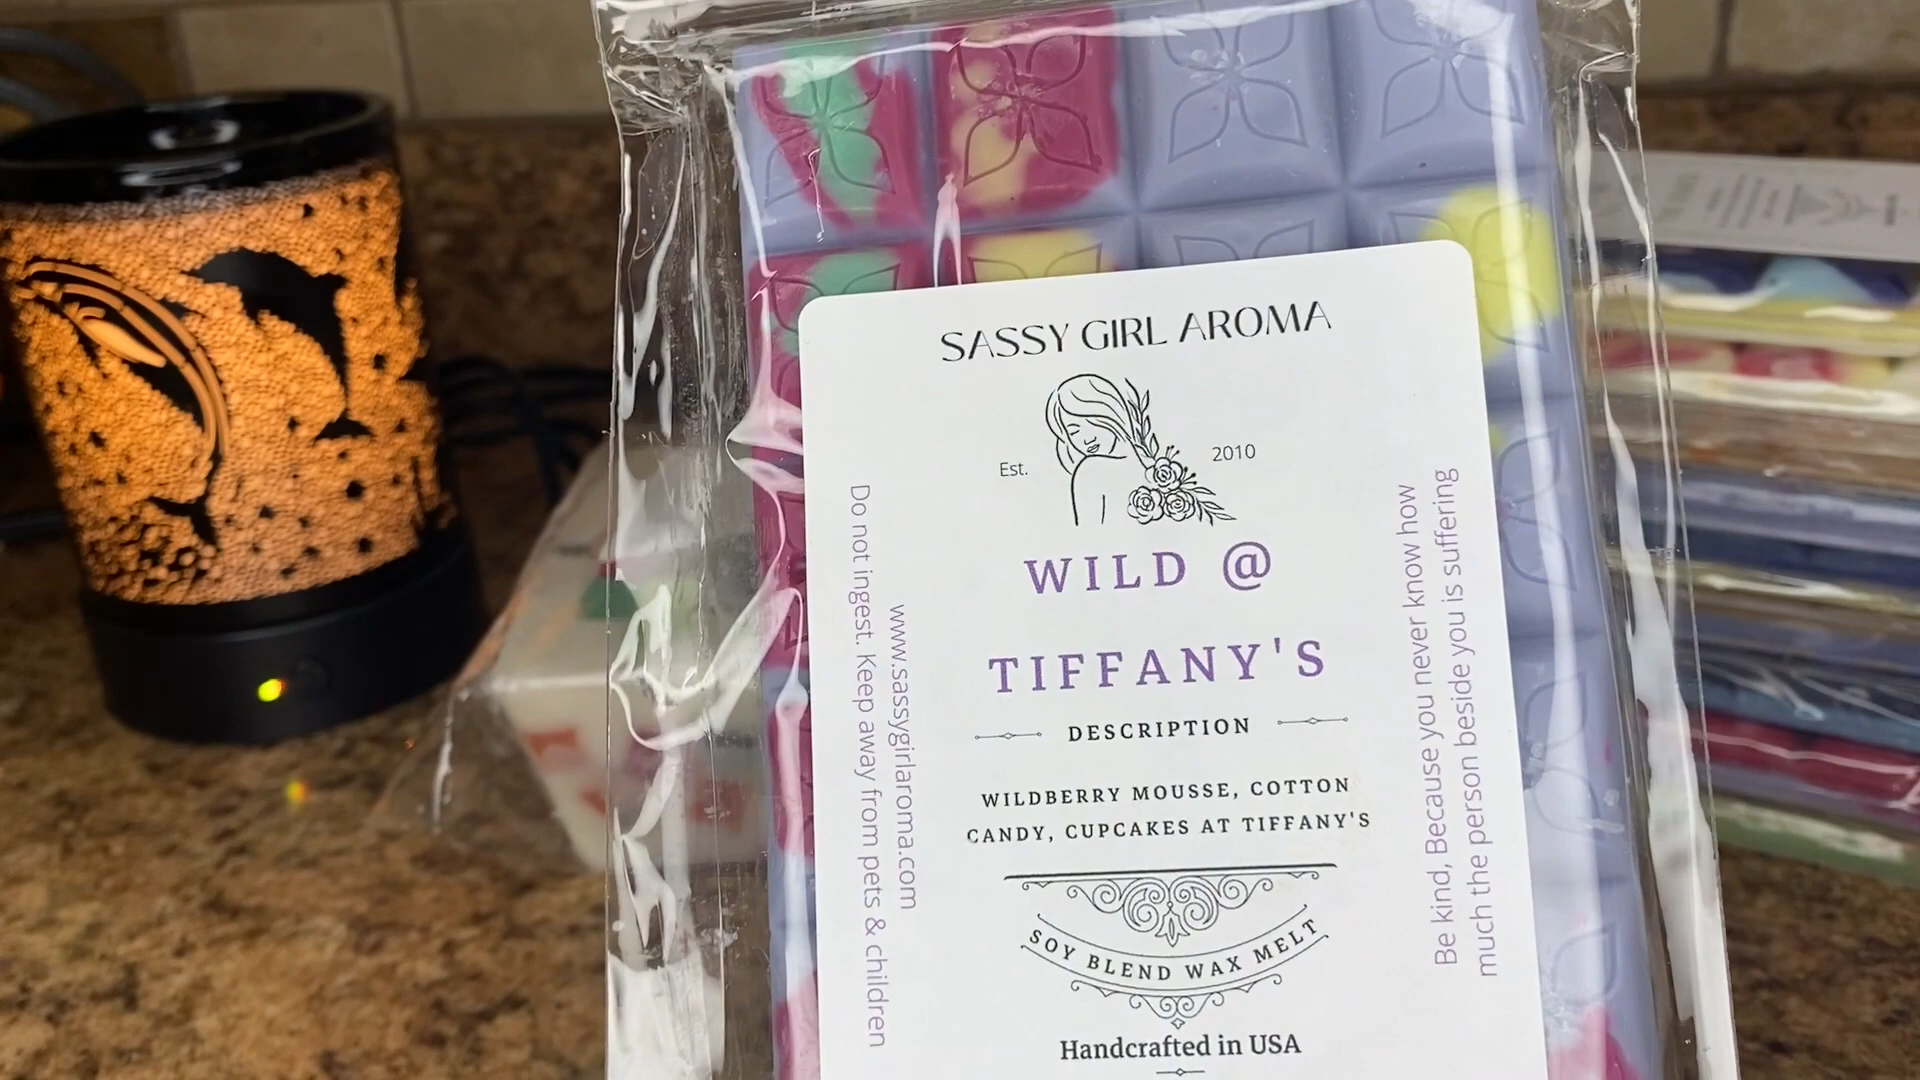 SASSY GIRL AROMA
Est.
2010
WILD @
TIFFANY'S
DESCRIPTION
WILDBERRY MOUSSE, COTTON
CANDY, CUPCAKES AT TIFFANY'S
SOY BLEND WAX MELT
Handcrafted in USA
Do not ingest. Keep away from pets & children
www.sassygirlaroma.com
Be kind, Because you never know how
much the person beside you is suffering